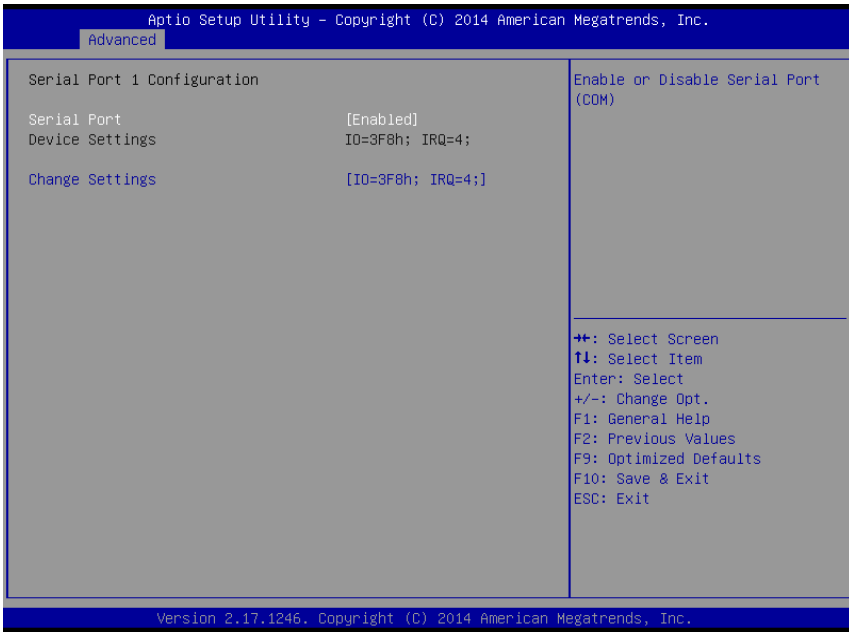 Aptio Setup Utility – Copyright (C) 2014 American Megatrends, Inc.
Advanced
Serial Port 1 Configuration
Serial Port [Enabled]
Device Settings IO=3F8h; IRQ=4;
Change Settings [IO=3F8h; IRQ=4;]
Enable or Disable Serial Port
(COM)
→←: Select Screen
↑↓: Select Item
Enter: Select
+/-: Change Opt.
F1: General Help
F2: Previous Values
F9: Optimized Defaults
F10: Save & Exit
ESC: Exit
Version 2.17.1246. Copyright (C) 2014 American Megatrends, Inc.